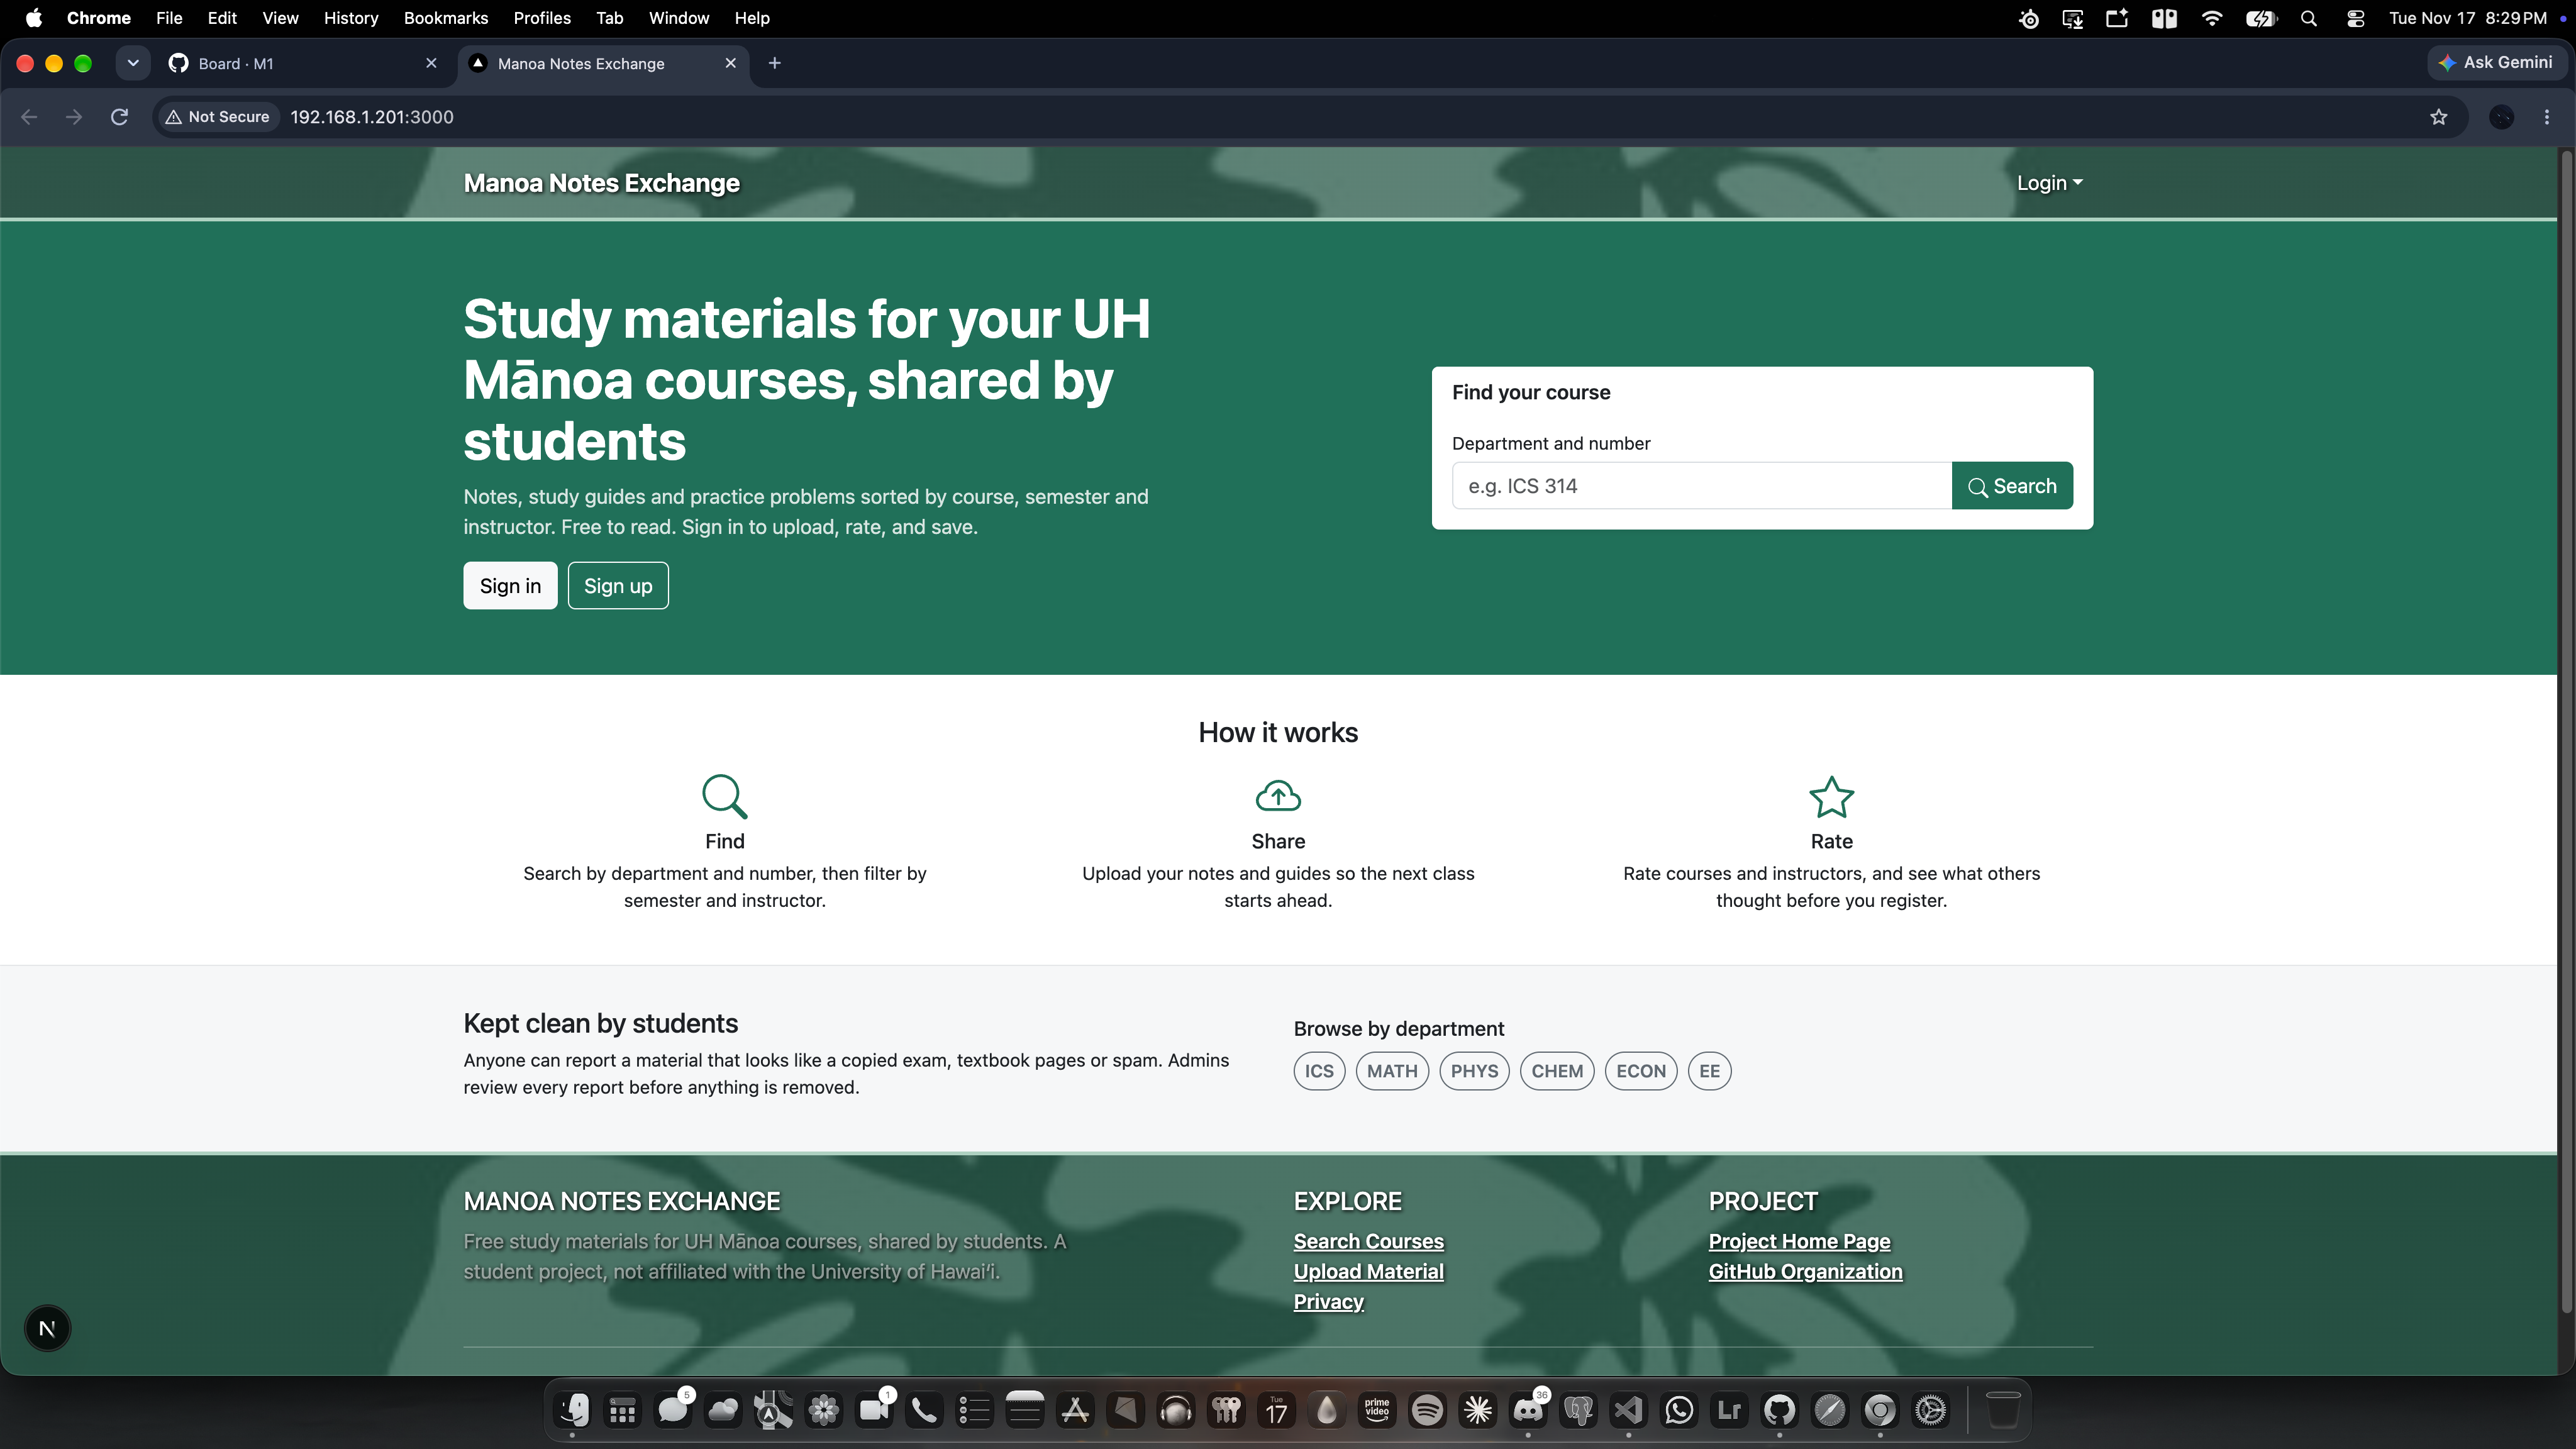 Chrome File Edit View History Bookmarks Profiles Tab Window Help Tue Nov 17 8:29 PM
Board · M1
Manoa Notes Exchange
Ask Gemini
Not Secure 192.168.1.201:3000
Manoa Notes Exchange
Login
Study materials for your UH
Mānoa courses, shared by
students
Notes, study guides and practice problems sorted by course, semester and
instructor. Free to read. Sign in to upload, rate, and save.
Sign in
Sign up
Find your course
Department and number
e.g. ICS 314
Search
How it works
Find
Search by department and number, then filter by
semester and instructor.
Share
Upload your notes and guides so the next class
starts ahead.
Rate
Rate courses and instructors, and see what others
thought before you register.
Kept clean by students
Anyone can report a material that looks like a copied exam, textbook pages or spam. Admins
review every report before anything is removed.
Browse by department
ICS MATH PHYS CHEM ECON EE
MANOA NOTES EXCHANGE
Free study materials for UH Mānoa courses, shared by students. A
student project, not affiliated with the University of Hawaiʻi.
EXPLORE
Search Courses
Upload Material
Privacy
PROJECT
Project Home Page
GitHub Organization
N
5
1
Tue
17
prime
video
36
Lr